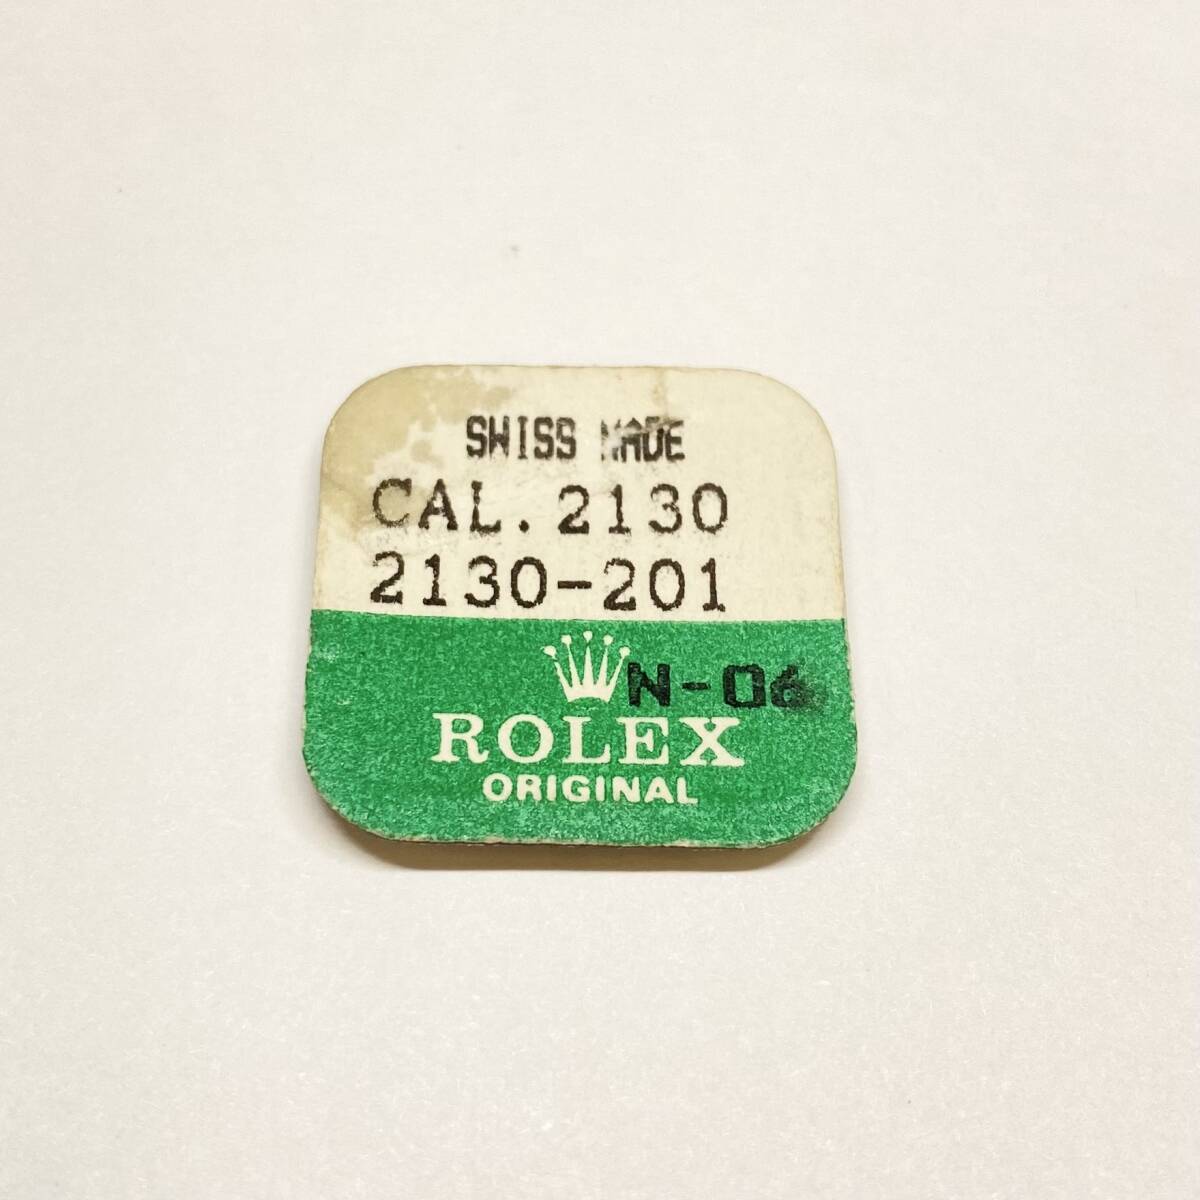 SWISS MADE
CAL. 2130
2130-201
N-06
ROLEX
ORIGINAL